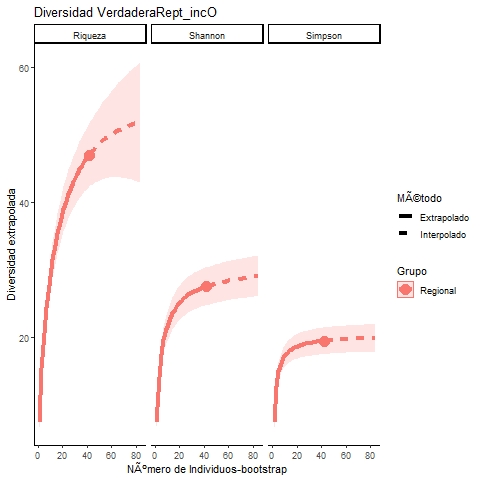 Diversidad VerdaderaRept_incO
Riqueza
Shannon
Simpson
60
40
20
Diversidad extrapolada
0 20 40 60 80
0 20 40 60 80
0 20 40 60 80
NÃºmero de Individuos-bootstrap
MÃ©todo
Extrapolado
Interpolado
Grupo
Regional